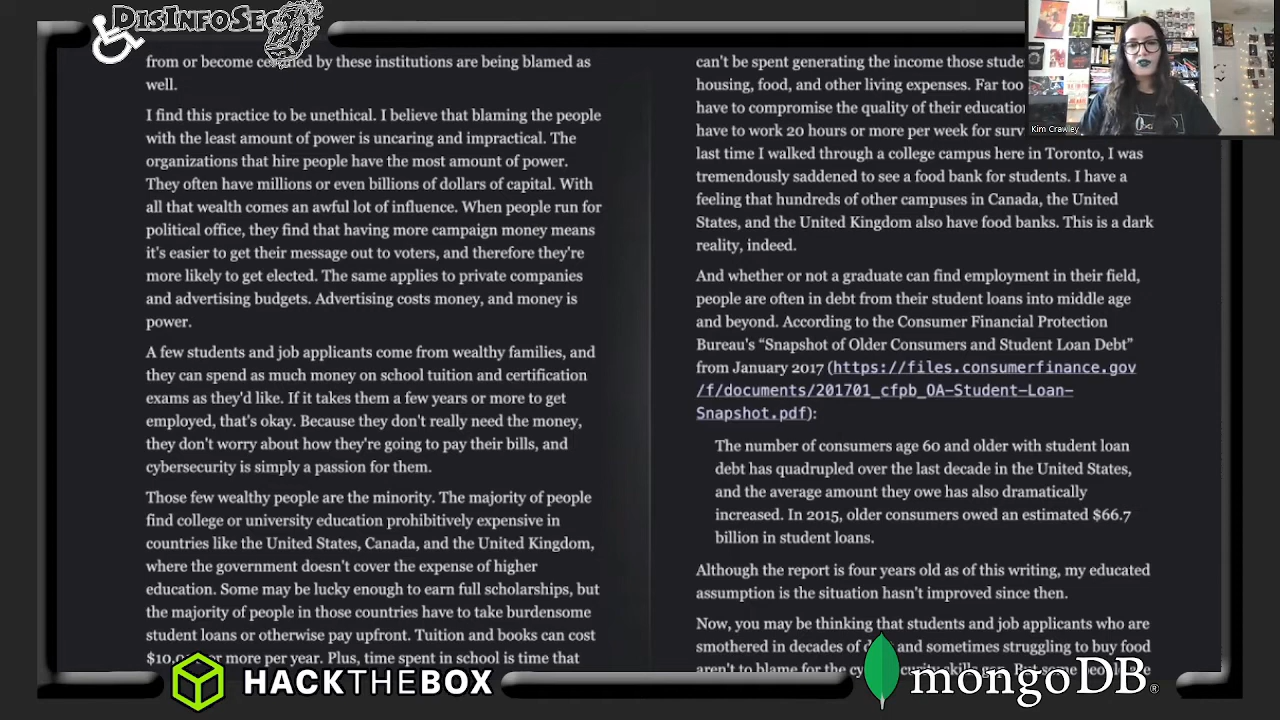 DisInfoSec
Kim Crawley
from or become certified by these institutions are being blamed as
well.
I find this practice to be unethical. I believe that blaming the people
with the least amount of power is uncaring and impractical. The
organizations that hire people have the most amount of power.
They often have millions or even billions of dollars of capital. With
all that wealth comes an awful lot of influence. When people run for
political office, they find that having more campaign money means
it's easier to get their message out to voters, and therefore they're
more likely to get elected. The same applies to private companies
and advertising budgets. Advertising costs money, and money is
power.
A few students and job applicants come from wealthy families, and
they can spend as much money on school tuition and certification
exams as they'd like. If it takes them a few years or more to get
employed, that's okay. Because they don't really need the money,
they don't worry about how they're going to pay their bills, and
cybersecurity is simply a passion for them.
Those few wealthy people are the minority. The majority of people
find college or university education prohibitively expensive in
countries like the United States, Canada, and the United Kingdom,
where the government doesn't cover the expense of higher
education. Some may be lucky enough to earn full scholarships, but
the majority of people in those countries have to take burdensome
student loans or otherwise pay upfront. Tuition and books can cost
or more per year. Plus, time spent in school is time that
can't be spent generating the income those
housing, food, and other living expenses. Far too
have to compromise the quality of their
have to work 20 hours or more per week for
last time I walked through a college campus here in Toronto, I was
tremendously saddened to see a food bank for students. I have a
feeling that hundreds of other campuses in Canada, the United
States, and the United Kingdom also have food banks. This is a dark
reality, indeed.
And whether or not a graduate can find employment in their field,
people are often in debt from their student loans into middle age
and beyond. According to the Consumer Financial Protection
Bureau's “Snapshot of Older Consumers and Student Loan Debt”
from January 2017 (https://files.consumerfinance.gov
/f/documents/201701_cfpb_OA-Student-Loan-
Snapshot.pdf):
The number of consumers age 60 and older with student loan
debt has quadrupled over the last decade in the United States,
and the average amount they owe has also dramatically
increased. In 2015, older consumers owed an estimated $66.7
billion in student loans.
Although the report is four years old as of this writing, my educated
assumption is the situation hasn't improved since then.
Now, you may be thinking that students and job applicants who are
smothered in decades of and sometimes struggling to buy food
aren't to blame for the skills gap. But some
HACKTHEBOX
mongoDB®